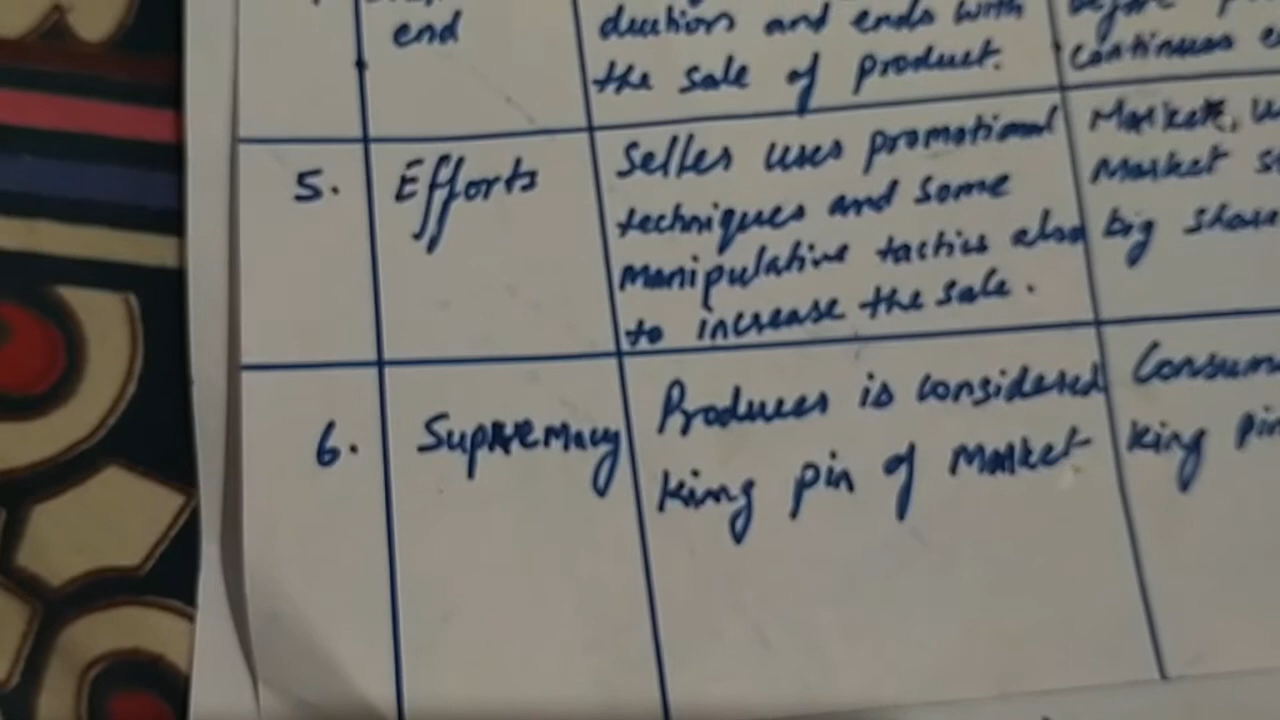 end
duction and ends with
the sale of product.
continues
5.
Efforts
Seller uses promotional
techniques and some
manipulative tactics also
to increase the sale.
Market
big share
6.
Supremacy
Producer is considered
king pin of market
king pin